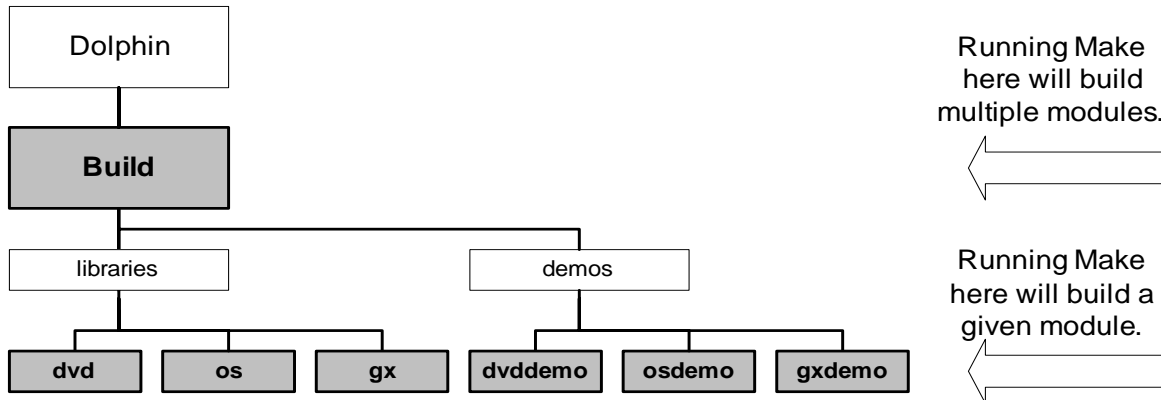 Dolphin
Running Make
here will build
multiple modules.
Build
libraries
demos
Running Make
here will build a
given module.
dvd
os
gx
dvddemo
osdemo
gxdemo